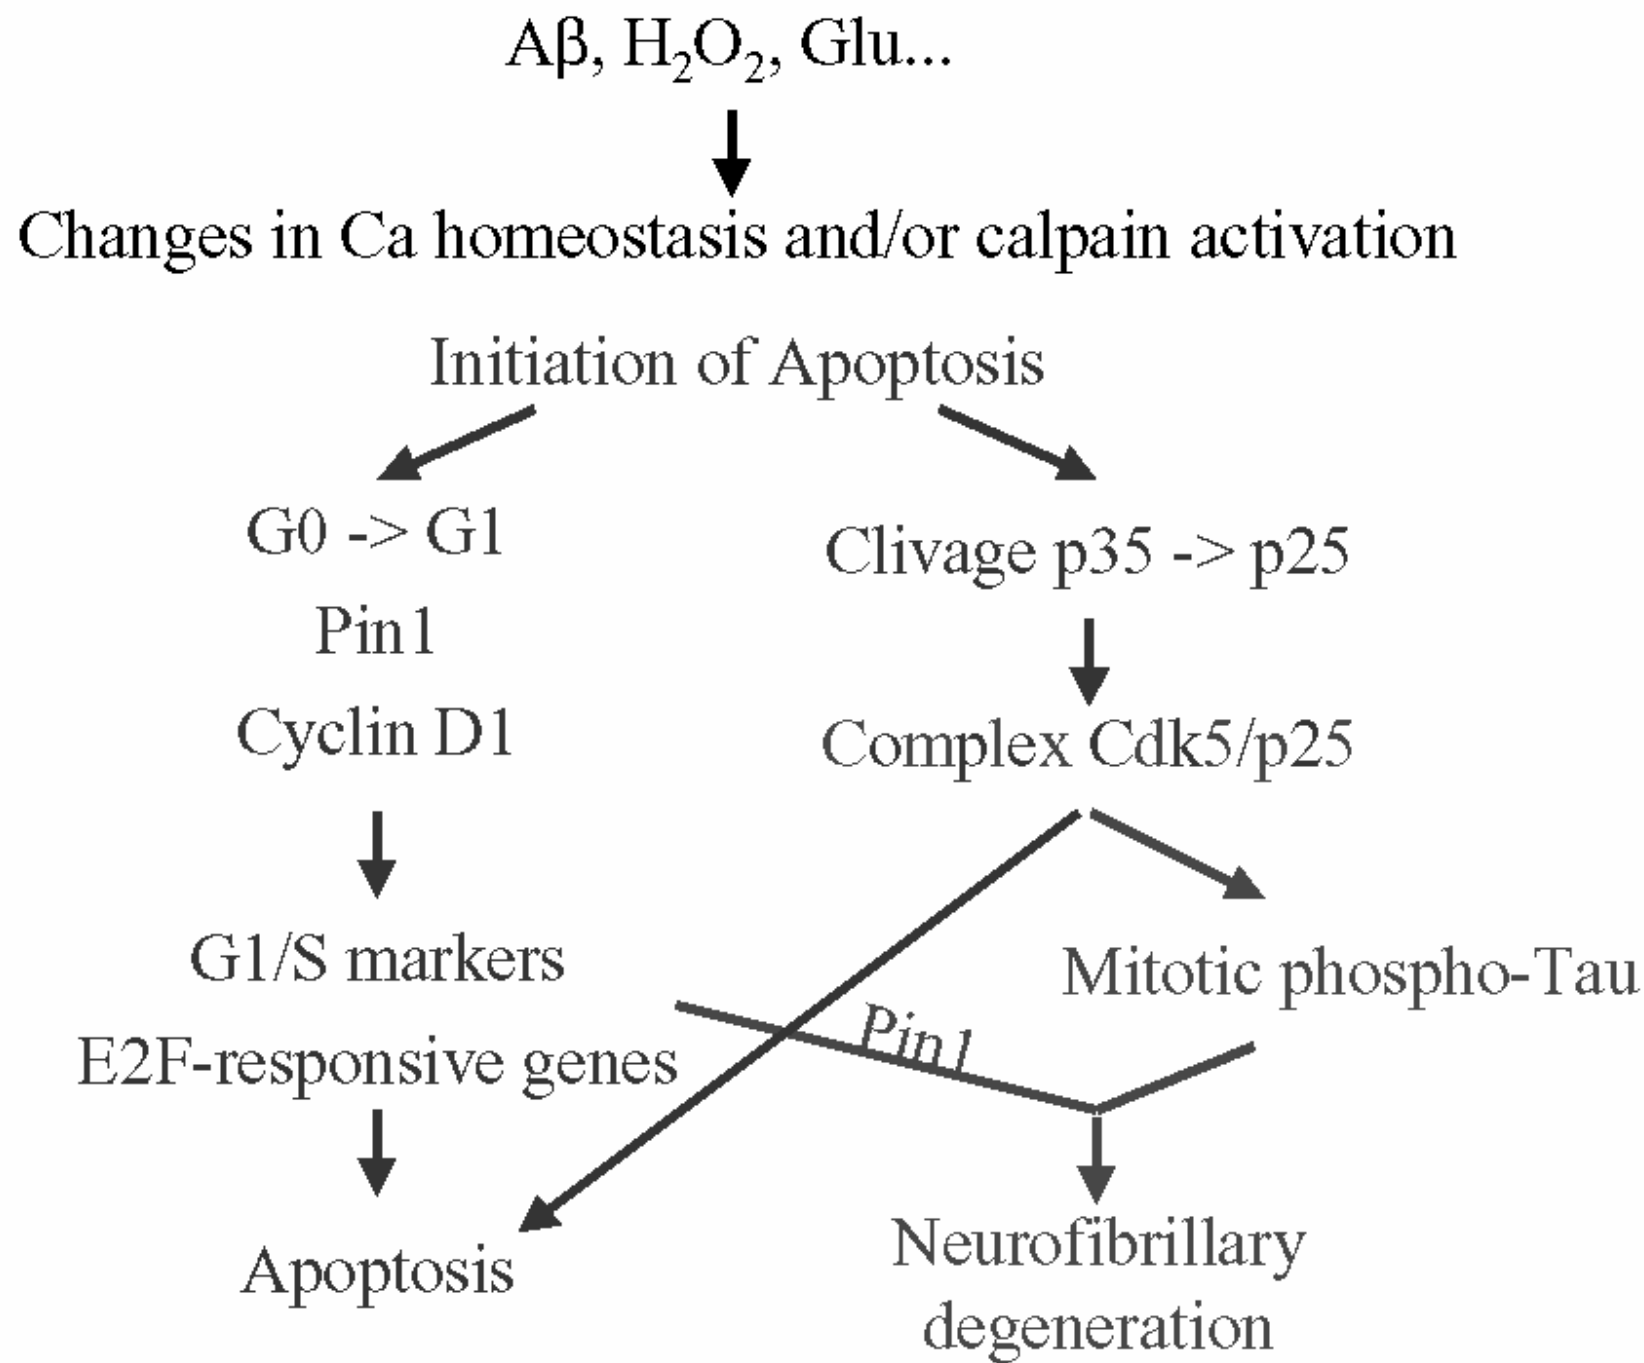 Aβ, H₂O₂, Glu...
Changes in Ca homeostasis and/or calpain activation
Initiation of Apoptosis
G0 -> G1
Pin1
Cyclin D1
Clivage p35 -> p25
Complex Cdk5/p25
G1/S markers
E2F-responsive genes
Mitotic phospho-Tau
Pin1
Apoptosis
Neurofibrillary
degeneration